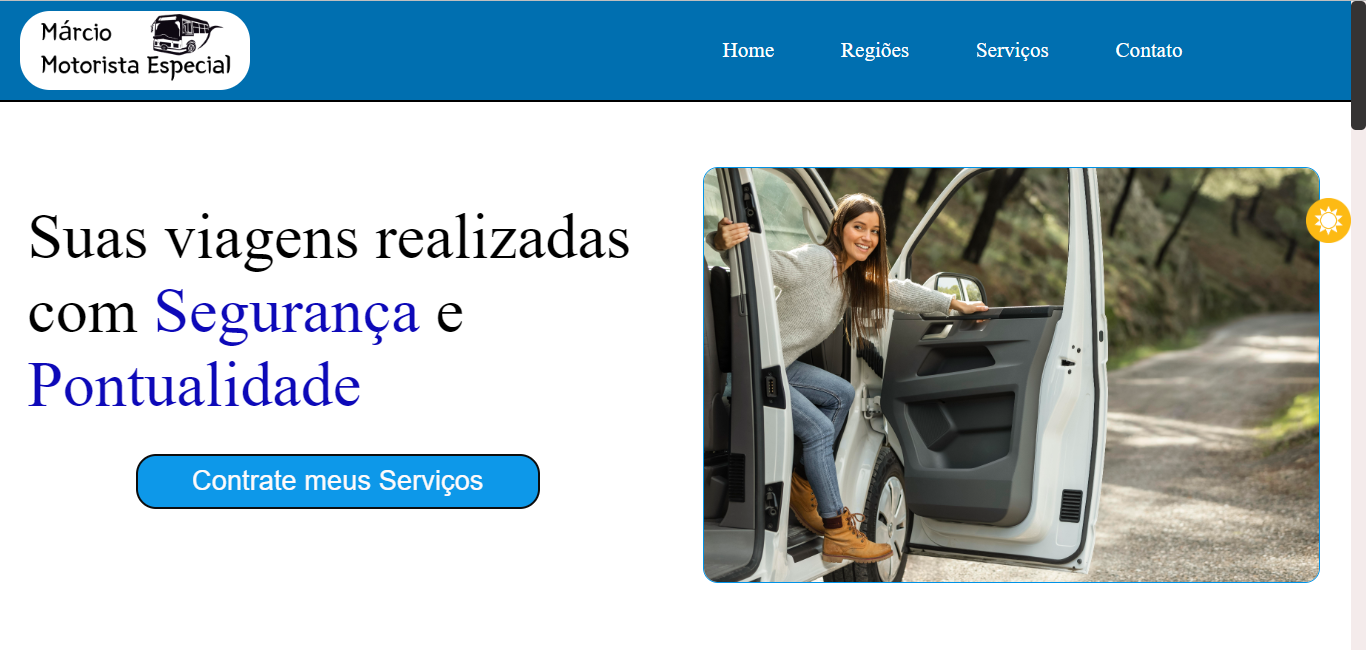 Márcio
Motorista Especial
Home
Regiões
Serviços
Contato
Suas viagens realizadas
com Segurança e
Pontualidade
Contrate meus Serviços